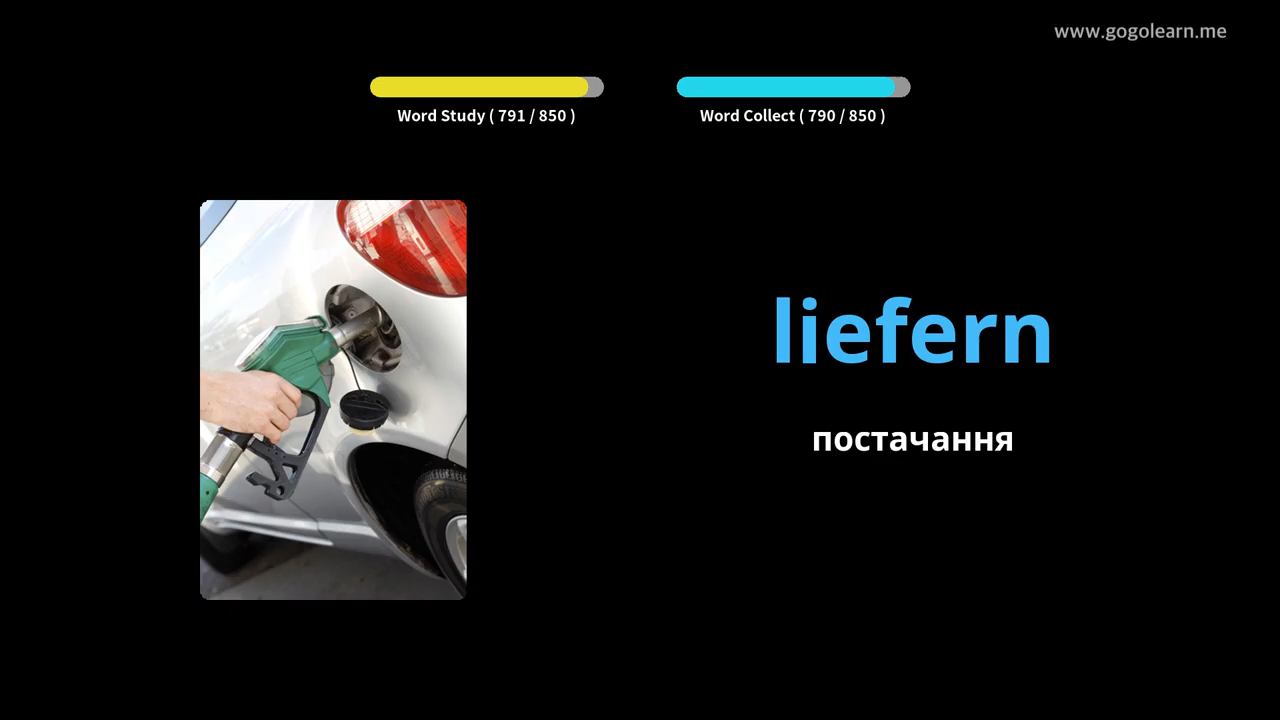 www.gogolearn.me
Word Study ( 791 / 850 )
Word Collect ( 790 / 850 )
liefern
постачання